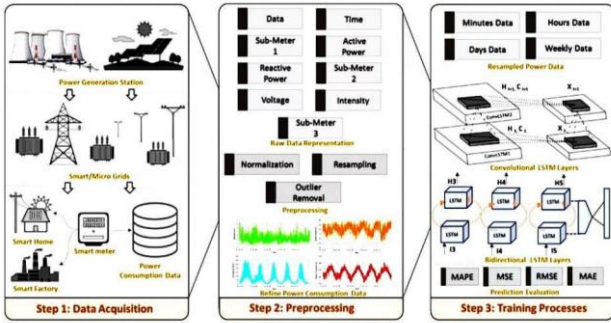 Power Generation Station
Smart/Micro Grids
Smart Home
Smart meter
Power
Consumption Data
Smart Factory
Step 1: Data Acquisition
Data
Time
Sub-Meter
1
Active
Power
Reactive
Power
Sub-Meter
2
Voltage
Intensity
Sub-Meter
3
Raw Data Representation
Normalization
Resampling
Outlier
Removal
Preprocessing
Refine Power Consumption Data
Step 2: Preprocessing
Minutes Data
Hours Data
Days Data
Weekly Data
Resampled Power Data
ConvLSTM2
ConvLSTM1
Convolutional LSTM Layers
H3
H4
H5
LSTM
LSTM
LSTM
LSTM
LSTM
LSTM
I3
I4
I5
Bidirectional LSTM Layers
MAPE
MSE
RMSE
MAE
Prediction Evaluation
Step 3: Training Processes